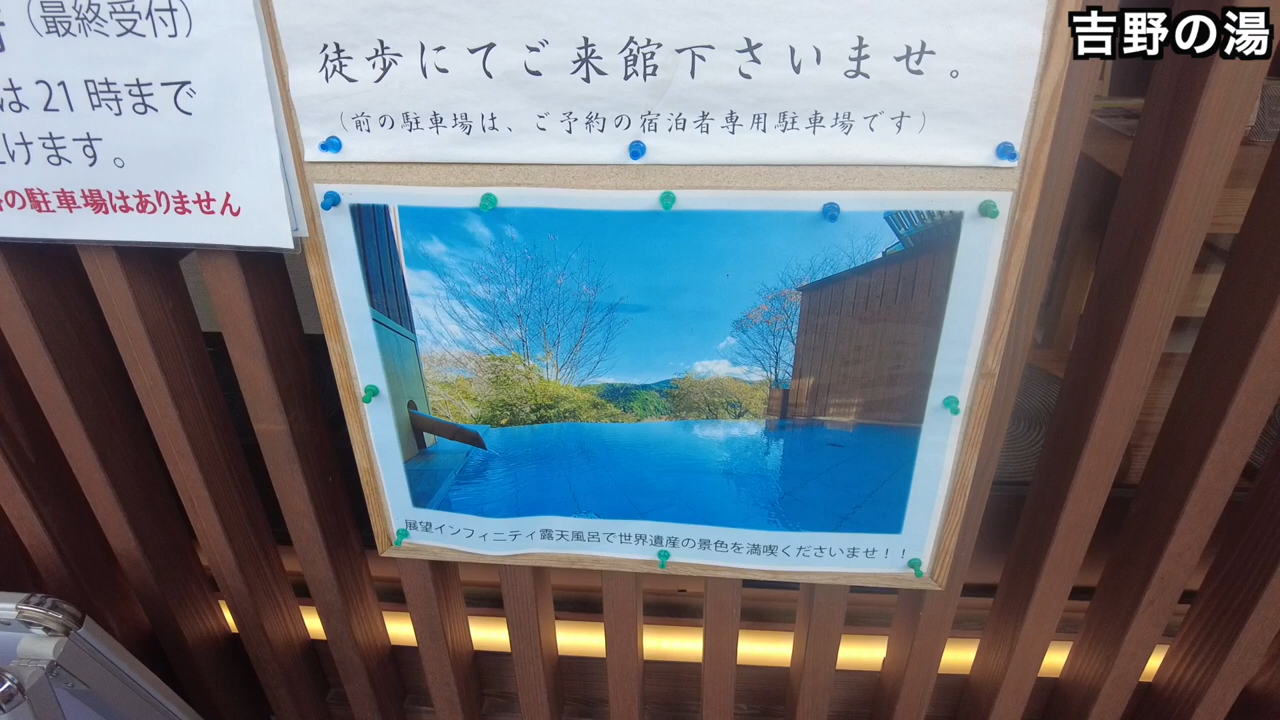 吉野の湯
（最終受付）
は21時まで
けます。
の駐車場はありません
徒歩にてご来館下さいませ。
（前の駐車場は、ご予約の宿泊者専用駐車場です）
展望インフィニティ露天風呂で世界遺産の景色を満喫くださいませ！！